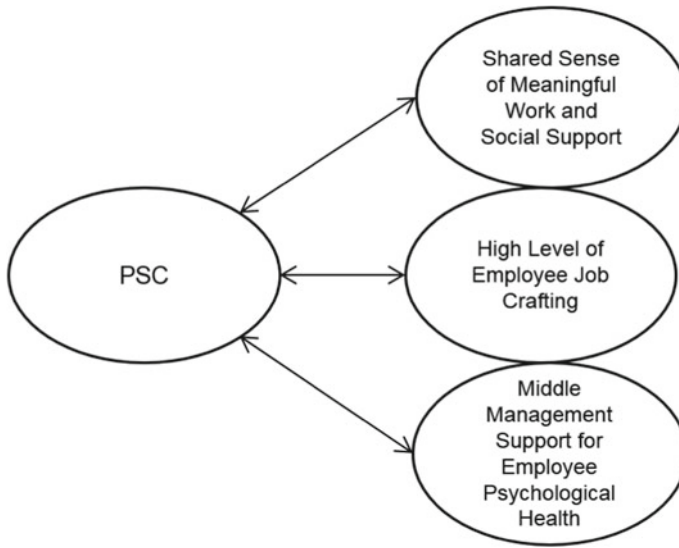 Shared Sense
of Meaningful
Work and
Social Support
PSC
High Level of
Employee Job
Crafting
Middle
Management
Support for
Employee
Psychological
Health